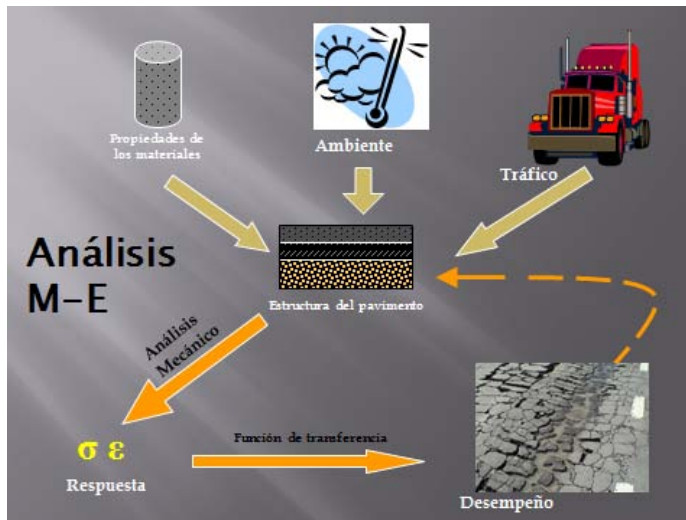 Propiedades de
los materiales
Ambiente
Tráfico
Análisis
M-E
Estructura del pavimento
Análisis
Mecánico
σ ε
Respuesta
Función de transferencia
Desempeño